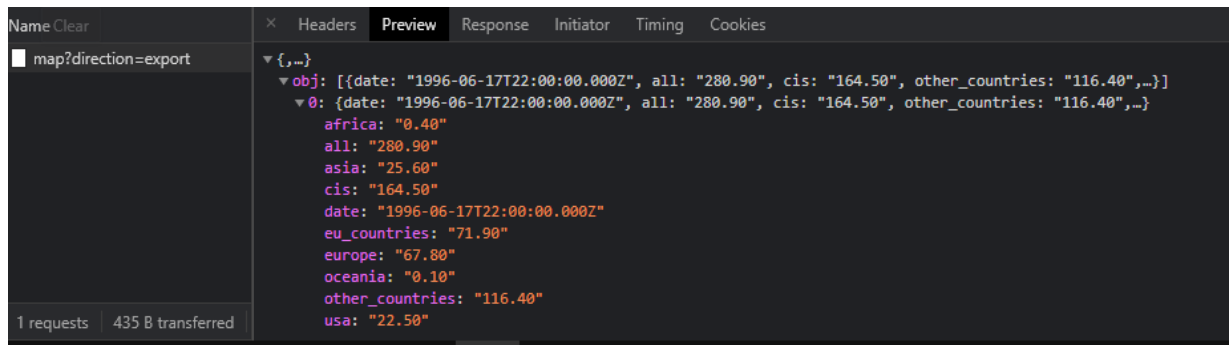 Name Clear
× Headers Preview Response Initiator Timing Cookies
map?direction=export
▼{,…}
▼obj: [{date: "1996-06-17T22:00:00.000Z", all: "280.90", cis: "164.50", other_countries: "116.40",…}]
▼0: {date: "1996-06-17T22:00:00.000Z", all: "280.90", cis: "164.50", other_countries: "116.40",…}
africa: "0.40"
all: "280.90"
asia: "25.60"
cis: "164.50"
date: "1996-06-17T22:00:00.000Z"
eu_countries: "71.90"
europe: "67.80"
oceania: "0.10"
other_countries: "116.40"
usa: "22.50"
1 requests 435 B transferred